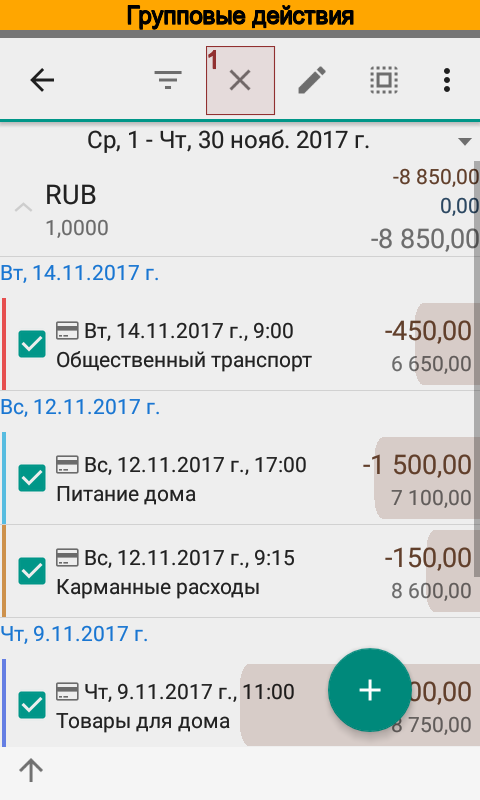 Групповые действия
1
Ср, 1 - Чт, 30 нояб. 2017 г.
RUB
-8 850,00
0,00
1,0000
-8 850,00
Вт, 14.11.2017 г.
Вт, 14.11.2017 г., 9:00
-450,00
Общественный транспорт
6 650,00
Вс, 12.11.2017 г.
Вс, 12.11.2017 г., 17:00
-1 500,00
Питание дома
7 100,00
Вс, 12.11.2017 г., 9:15
-150,00
Карманные расходы
8 600,00
Чт, 9.11.2017 г.
Чт, 9.11.2017 г., 11:00
00,00
Товары для дома
8 750,00